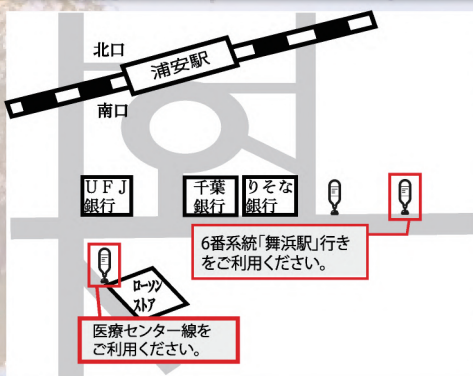 北口
浦安駅
南口
UFJ
銀行
千葉
銀行
りそな
銀行
6番系統「舞浜駅」行き
をご利用ください。
ローソン
ストア
医療センター線を
ご利用ください。